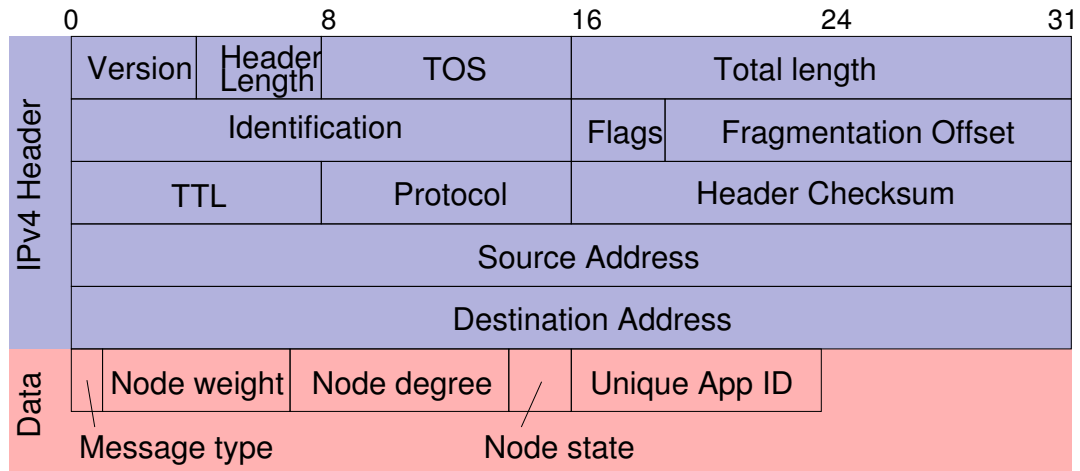 0 8 16 24 31
IPv4 Header
Version Header Length TOS Total length
Identification Flags Fragmentation Offset
TTL Protocol Header Checksum
Source Address
Destination Address
Data
Node weight Node degree Unique App ID
Message type Node state